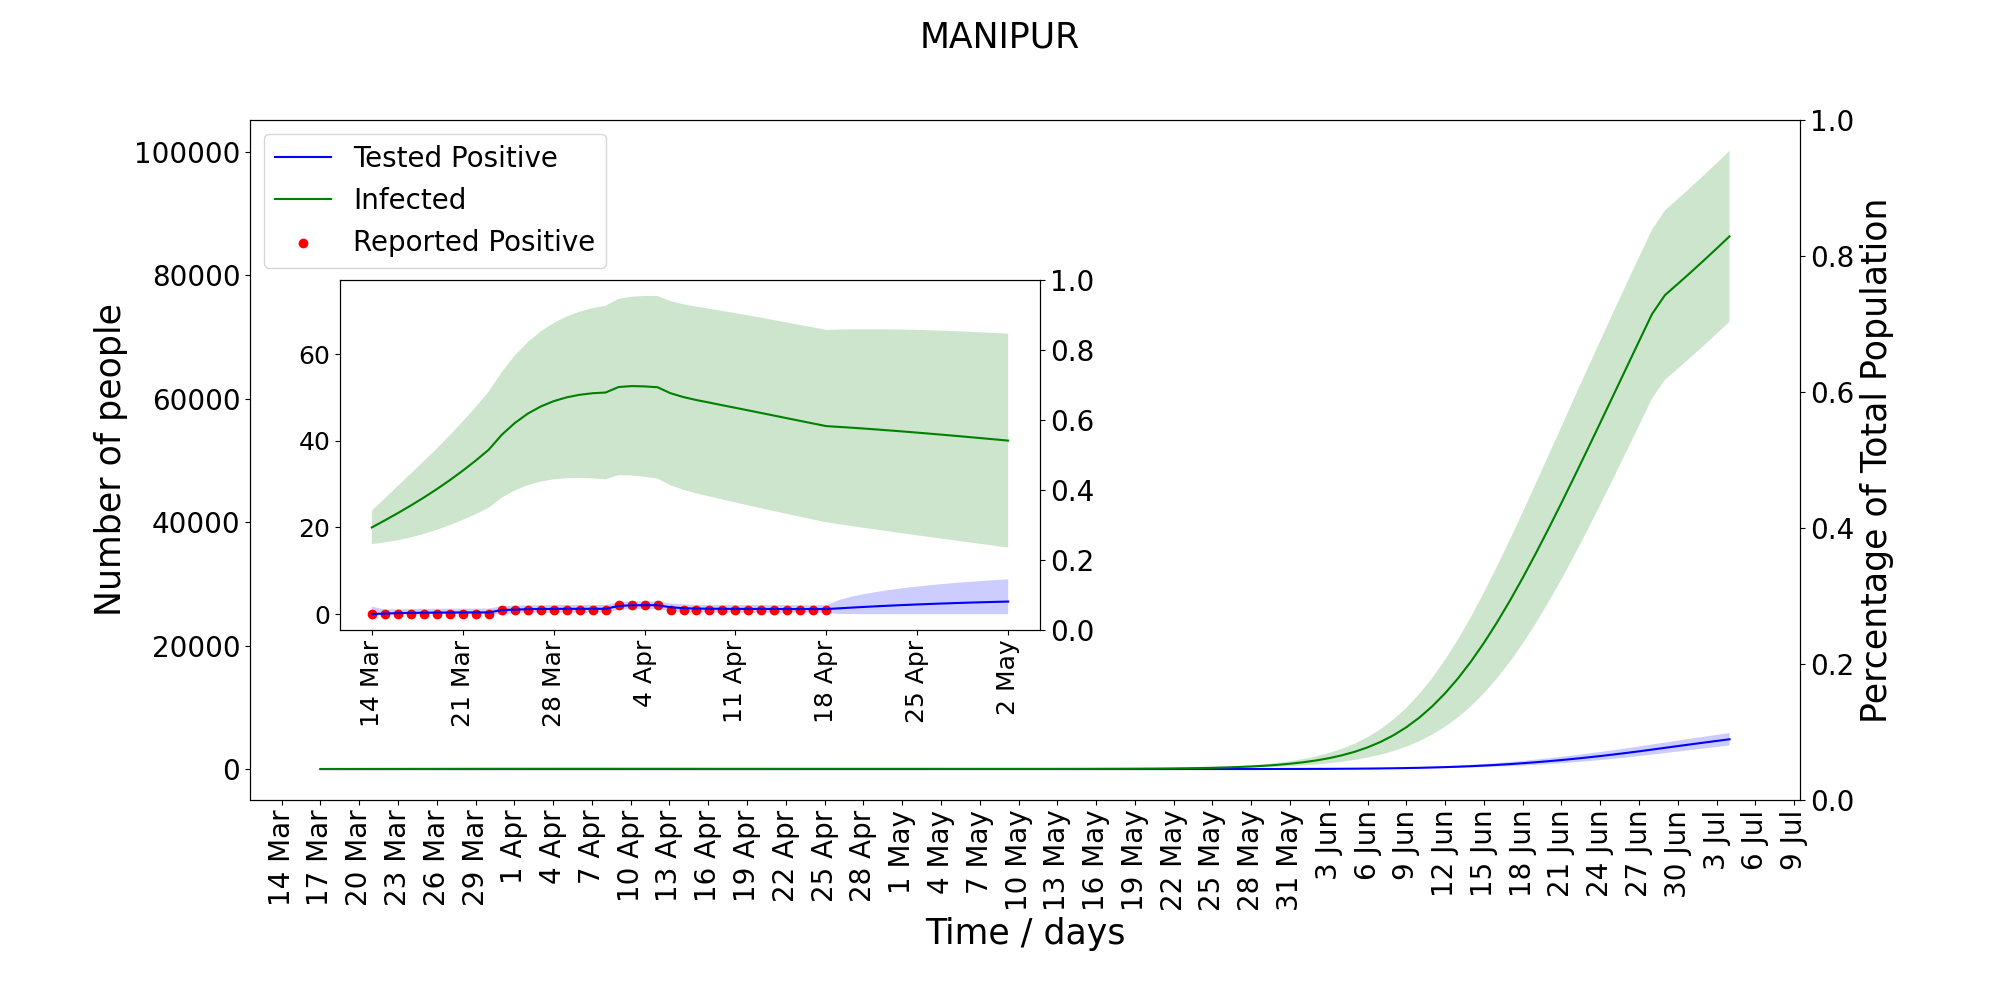 MANIPUR
Number of people
100000
80000
60000
40000
20000
0
Tested Positive
Infected
Reported Positive
60
40
20
0
1.0
0.8
0.6
0.4
0.2
0.0
14 Mar
21 Mar
28 Mar
4 Apr
11 Apr
18 Apr
25 Apr
2 May
1.0
0.8
0.6
0.4
0.2
0.0
Percentage of Total Population
14 Mar
17 Mar
20 Mar
23 Mar
26 Mar
29 Mar
1 Apr
4 Apr
7 Apr
10 Apr
13 Apr
16 Apr
19 Apr
22 Apr
25 Apr
28 Apr
1 May
4 May
7 May
10 May
13 May
16 May
19 May
22 May
25 May
28 May
31 May
3 Jun
6 Jun
9 Jun
12 Jun
15 Jun
18 Jun
21 Jun
24 Jun
27 Jun
30 Jun
3 Jul
6 Jul
9 Jul
Time / days